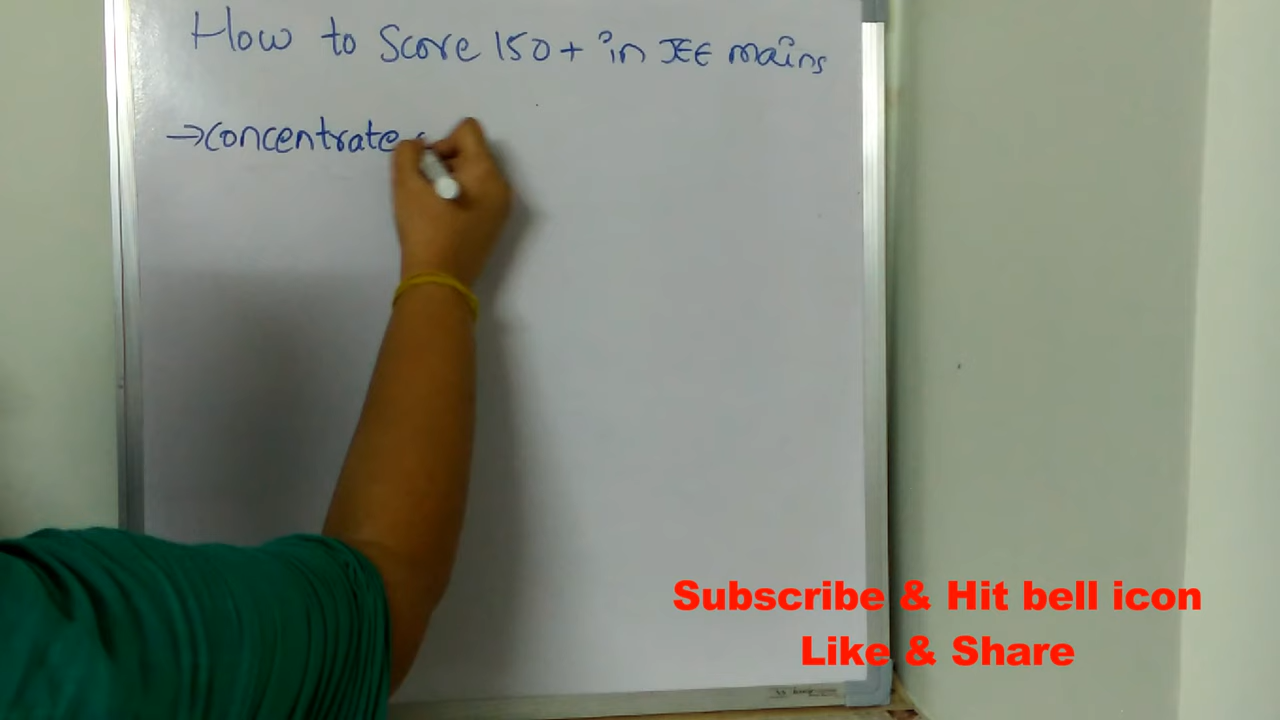 How to Score 150+ in JEE mains
→concentrate
Subscribe & Hit bell icon
Like & Share